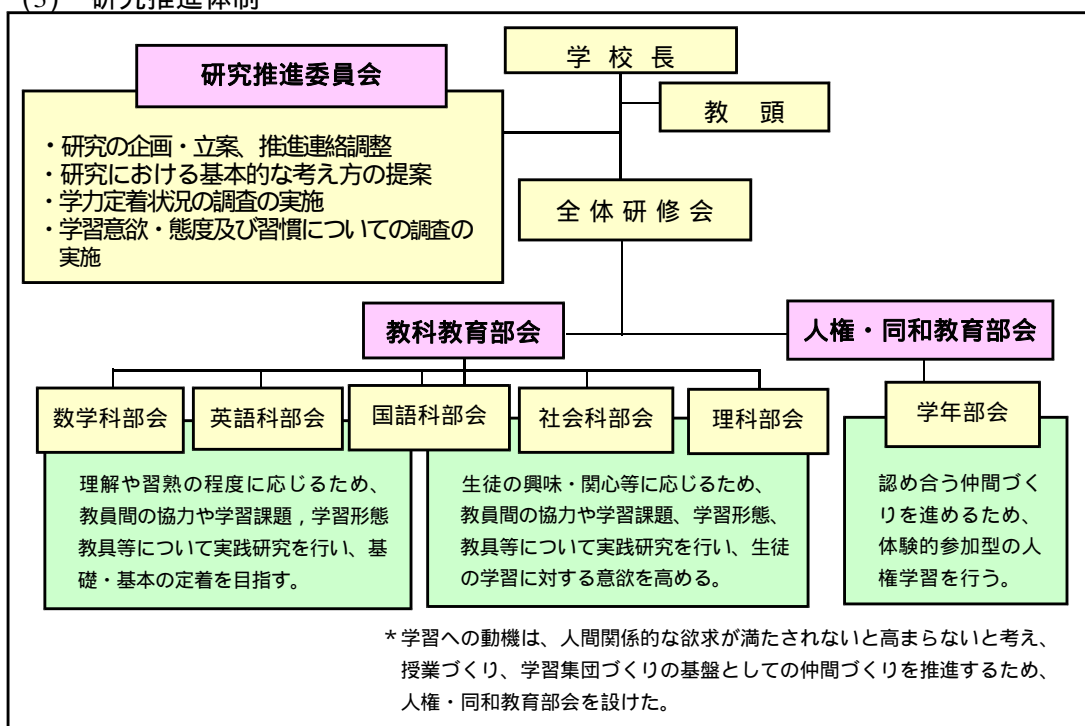 (3) 研究推進体制
学 校 長
研究推進委員会
教 頭
・研究の企画・立案、推進連絡調整
・研究における基本的な考え方の提案
・学力定着状況の調査の実施
・学習意欲・態度及び習慣についての調査の
実施
全 体 研 修 会
教科教育部会
人権・同和教育部会
数学科部会
英語科部会
国語科部会
社会科部会
理科部会
学年部会
理解や習熟の程度に応じるため、
教員間の協力や学習課題，学習形態
教具等について実践研究を行い、基
礎・基本の定着を目指す。
生徒の興味・関心等に応じるため、
教員間の協力や学習課題、学習形態、
教具等について実践研究を行い、生徒
の学習に対する意欲を高める。
認め合う仲間づく
りを進めるため、
体験的参加型の人
権学習を行う。
＊学習への動機は、人間関係的な欲求が満たされないと高まらないと考え、
授業づくり、学習集団づくりの基盤としての仲間づくりを推進するため、
人権・同和教育部会を設けた。